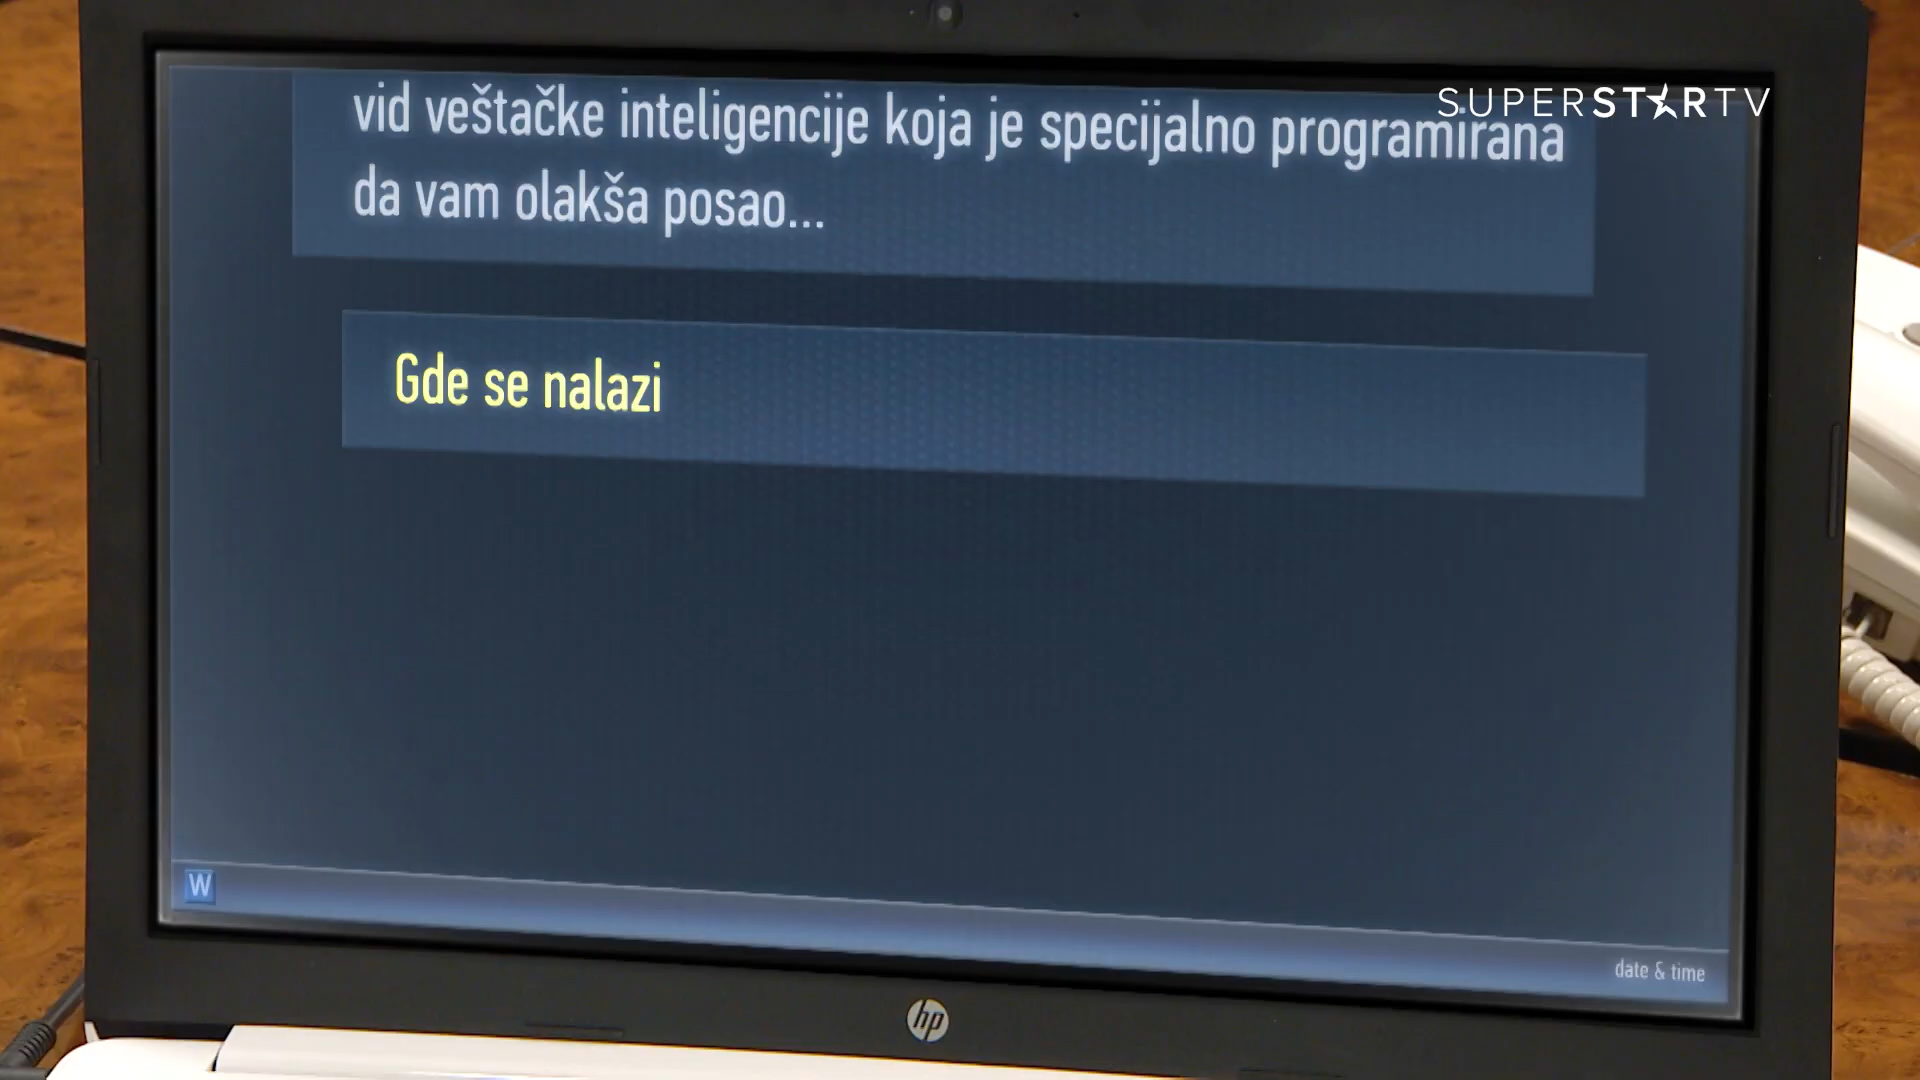 SUPERSTARTV
vid veštačke inteligencije koja je specijalno programirana
da vam olakša posao...
Gde se nalazi
W
date & time
hp